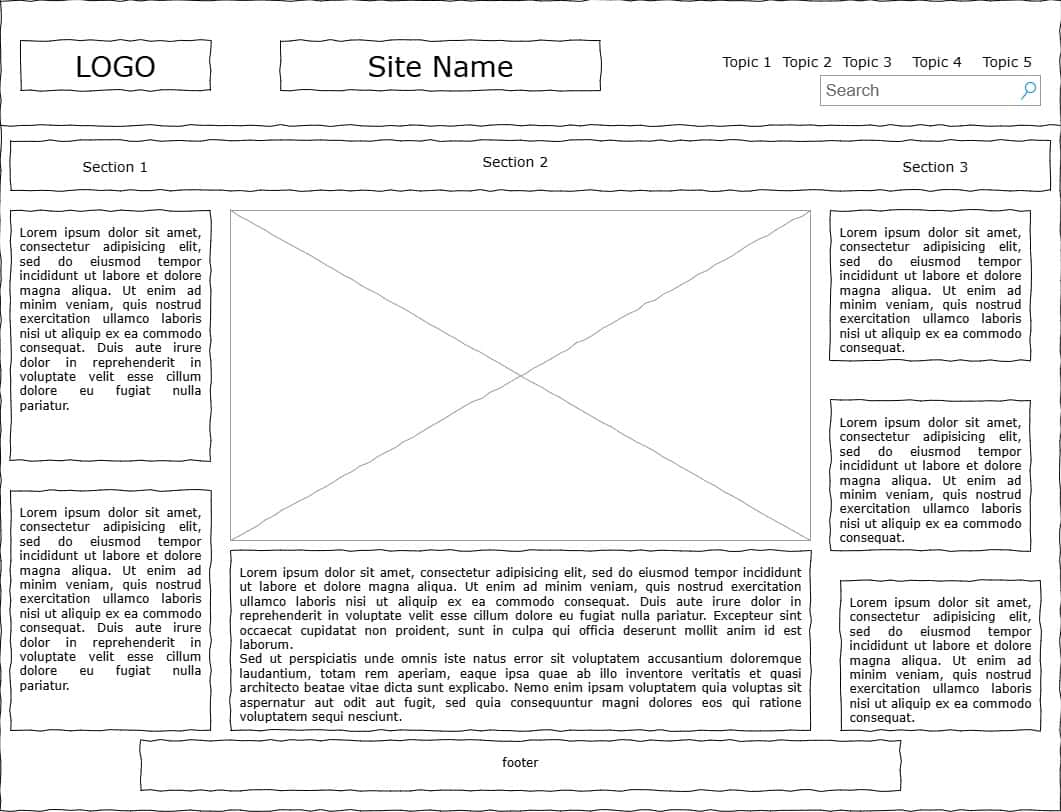 LOGO
Site Name
Topic 1 Topic 2 Topic 3 Topic 4 Topic 5
Search
Section 1 Section 2 Section 3
Lorem ipsum dolor sit amet,
consectetur adipisicing elit,
sed do eiusmod tempor
incididunt ut labore et dolore
magna aliqua. Ut enim ad
minim veniam, quis nostrud
exercitation ullamco laboris
nisi ut aliquip ex ea commodo
consequat. Duis aute irure
dolor in reprehenderit in
voluptate velit esse cillum
dolore eu fugiat nulla
pariatur.
Lorem ipsum dolor sit amet,
consectetur adipisicing elit,
sed do eiusmod tempor
incididunt ut labore et dolore
magna aliqua. Ut enim ad
minim veniam, quis nostrud
exercitation ullamco laboris
nisi ut aliquip ex ea commodo
consequat. Duis aute irure
dolor in reprehenderit in
voluptate velit esse cillum
dolore eu fugiat nulla
pariatur.
Lorem ipsum dolor sit amet, consectetur adipisicing elit, sed do eiusmod tempor incididunt
ut labore et dolore magna aliqua. Ut enim ad minim veniam, quis nostrud exercitation
ullamco laboris nisi ut aliquip ex ea commodo consequat. Duis aute irure dolor in
reprehenderit in voluptate velit esse cillum dolore eu fugiat nulla pariatur. Excepteur sint
occaecat cupidatat non proident, sunt in culpa qui officia deserunt mollit anim id est
laborum.
Sed ut perspiciatis unde omnis iste natus error sit voluptatem accusantium doloremque
laudantium, totam rem aperiam, eaque ipsa quae ab illo inventore veritatis et quasi
architecto beatae vitae dicta sunt explicabo. Nemo enim ipsam voluptatem quia voluptas sit
aspernatur aut odit aut fugit, sed quia consequuntur magni dolores eos qui ratione
voluptatem sequi nesciunt.
Lorem ipsum dolor sit amet,
consectetur adipisicing elit,
sed do eiusmod tempor
incididunt ut labore et dolore
magna aliqua. Ut enim ad
minim veniam, quis nostrud
exercitation ullamco laboris
nisi ut aliquip ex ea commodo
consequat.
Lorem ipsum dolor sit amet,
consectetur adipisicing elit,
sed do eiusmod tempor
incididunt ut labore et dolore
magna aliqua. Ut enim ad
minim veniam, quis nostrud
exercitation ullamco laboris
nisi ut aliquip ex ea commodo
consequat.
Lorem ipsum dolor sit amet,
consectetur adipisicing elit,
sed do eiusmod tempor
incididunt ut labore et dolore
magna aliqua. Ut enim ad
minim veniam, quis nostrud
exercitation ullamco laboris
nisi ut aliquip ex ea commodo
consequat.
footer